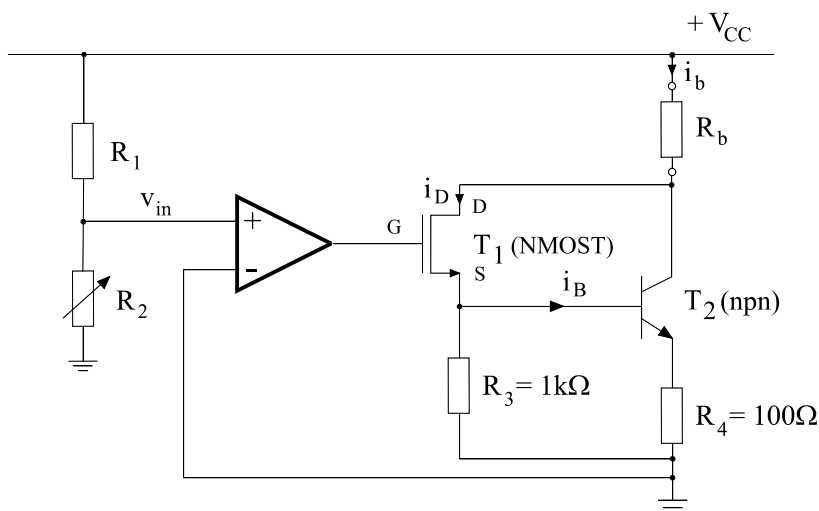 + V_CC
i_b
R_b
R_1
v_in
+
-
R_2
G
i_D
D
T_1 (NMOST)
S
i_B
T_2 (npn)
R_3 = 1kΩ
R_4 = 100Ω